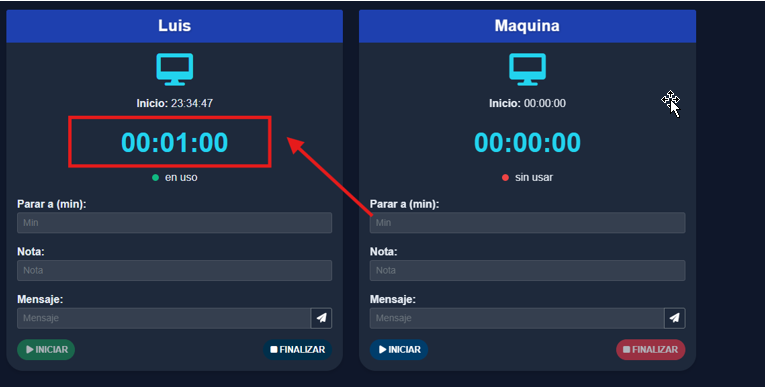 Luis
Inicio: 23:34:47
00:01:00
en uso
Parar a (min):
Min
Nota:
Nota
Mensaje:
Mensaje
INICIAR
FINALIZAR
Maquina
Inicio: 00:00:00
00:00:00
sin usar
Parar a (min):
Min
Nota:
Nota
Mensaje:
Mensaje
INICIAR
FINALIZAR